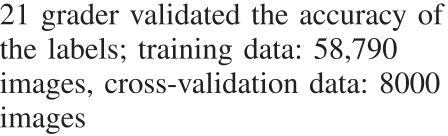 21 grader validated the accuracy of
the labels; training data: 58,790
images, cross-validation data: 8000
images